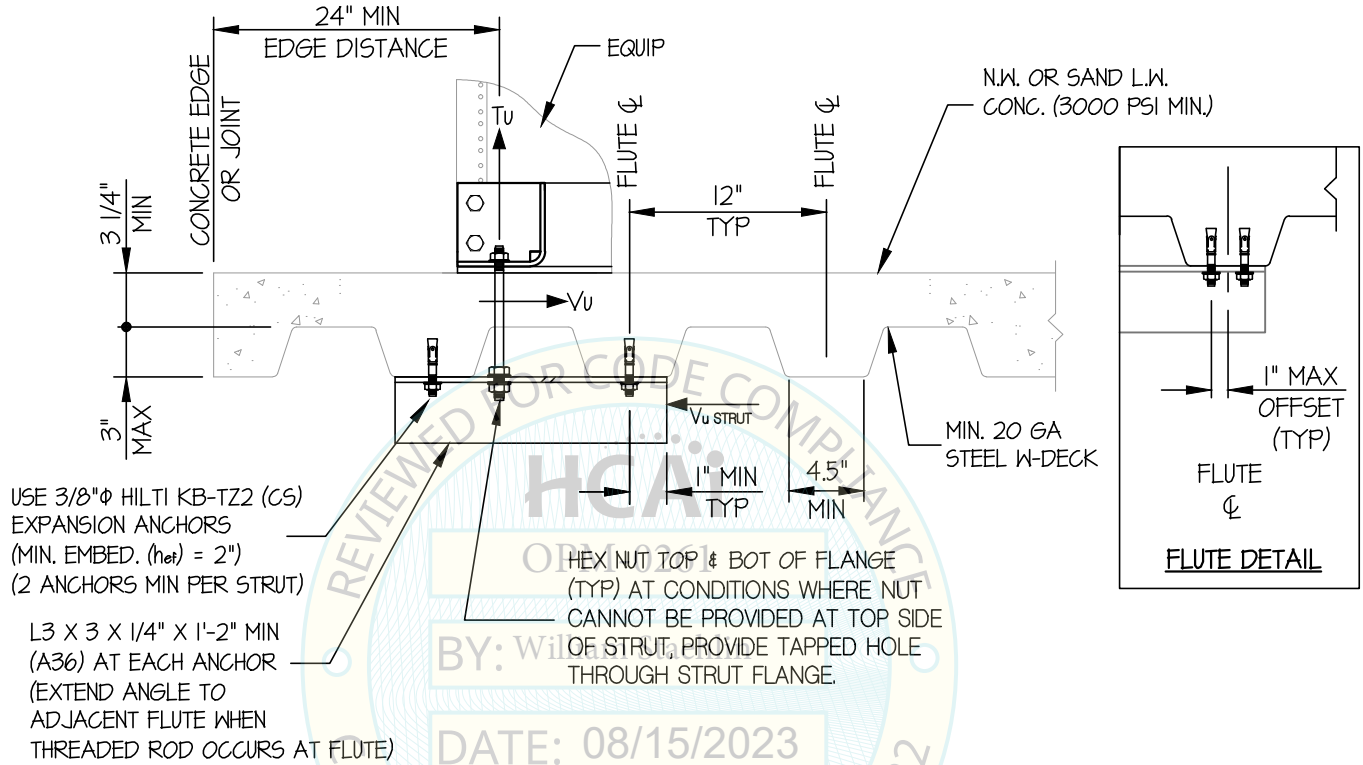 24" MIN
EDGE DISTANCE
EQUIP
CONCRETE EDGE
OR JOINT
Tu
FLUTE ℄
FLUTE ℄
N.W. OR SAND L.W.
CONC. (3000 PSI MIN.)
12"
TYP
3 1/4"
MIN
Vu
3"
MAX
Vu STRUT
1" MIN
TYP
4.5"
MIN
MIN. 20 GA
STEEL W-DECK
1" MAX
OFFSET
(TYP)
FLUTE
℄
FLUTE DETAIL
USE 3/8"Φ HILTI KB-TZ2 (CS)
EXPANSION ANCHORS
(MIN. EMBED. (hef) = 2")
(2 ANCHORS MIN PER STRUT)
L3 X 3 X 1/4" X 1'-2" MIN
(A36) AT EACH ANCHOR
(EXTEND ANGLE TO
ADJACENT FLUTE WHEN
THREADED ROD OCCURS AT FLUTE)
HEX NUT TOP & BOT OF FLANGE
(TYP) AT CONDITIONS WHERE NUT
CANNOT BE PROVIDED AT TOP SIDE
OF STRUT, PROVIDE TAPPED HOLE
THROUGH STRUT FLANGE.
REVIEWED FOR CODE COMPLIANCE
HCAi
OPM-0261
BY: William
DATE: 08/15/2023